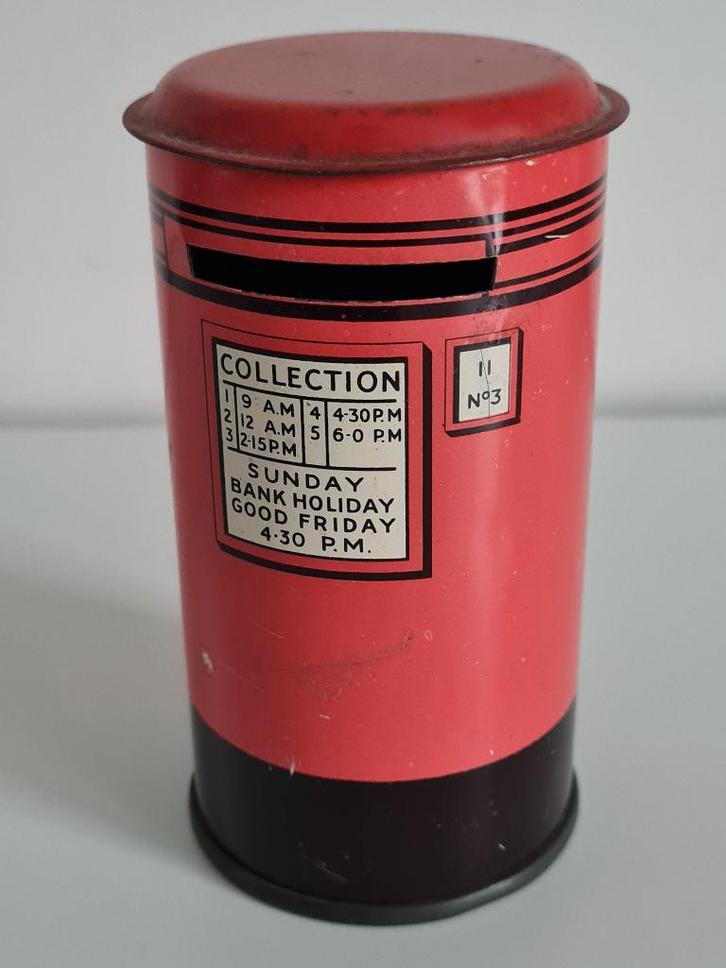 COLLECTION
1 9 A.M 4 4-30P.M
2 12 A.M 5 6-0 P.M
3 2-15P.M
SUNDAY
BANK HOLIDAY
GOOD FRIDAY
4-30 P.M.
11
Nº3